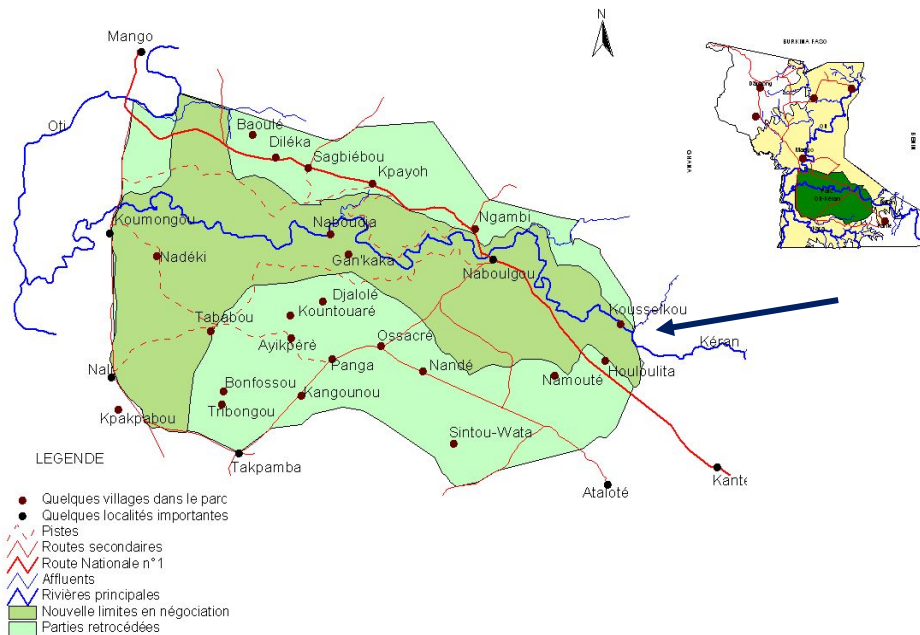 Mango
N
Oti
Baoulé
Diléka
Sagbiébou
Kpayoh
Koumongou
Naboudja
Ngambi
Nadéki
Gan'kaka
Naboulgou
Djalolé
Kountouaré
Tababou
Ayikpéré
Ossacré
Kousselkou
Kéran
Nali
Panga
Nandé
Namouté
Houloulita
Bonfossou
Tribongou
Kangounou
Kpakpabou
Sintou-Wata
Takpamba
Kante
Ataloté
BURKINA FASO
GHANA
BENIN
LEGENDE
Quelques villages dans le parc
Quelques localités importantes
Pistes
Routes secondaires
Route Nationale n°1
Affluents
Rivières principales
Nouvelle limites en négociation
Parties retrocédées